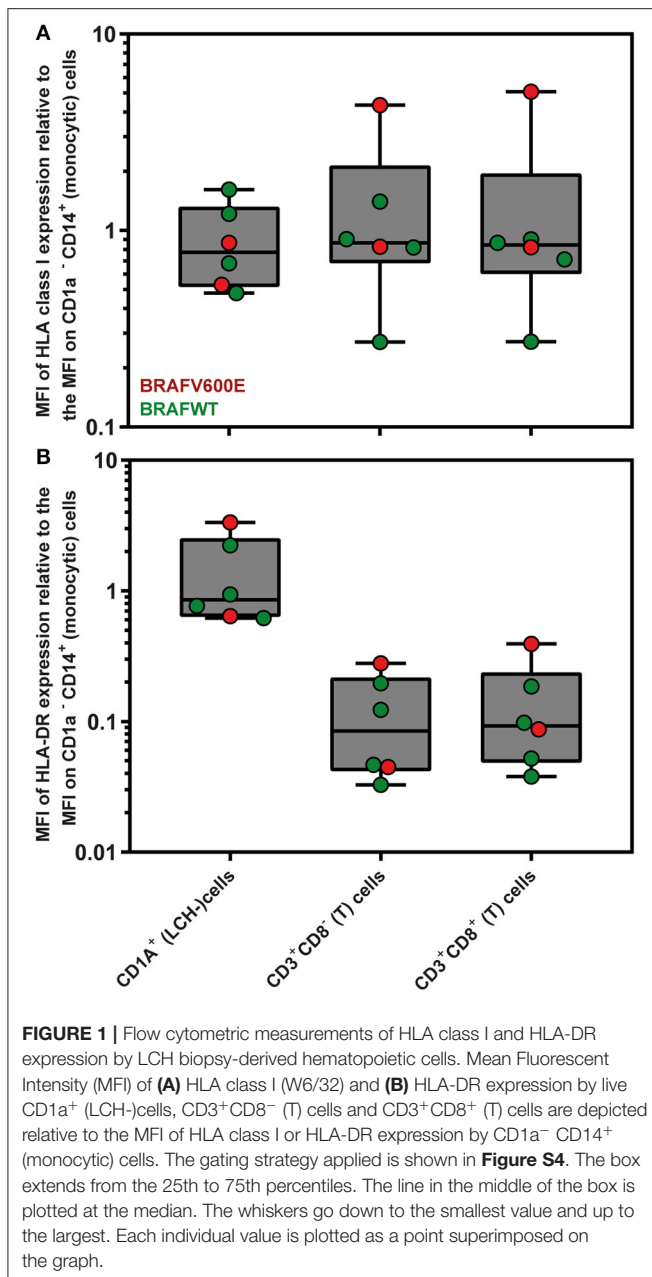 A
MFI of HLA class I expression relative to
the MFI on CD1a⁻ CD14⁺ (monocytic) cells
10
1
0.1
BRAFV600E
BRAFWT
B
MFI of HLA-DR expression relative to the
MFI on CD1a⁻ CD14⁺ (monocytic) cells
10
1
0.1
0.01
CD1A⁺ (LCH-)cells
CD3⁺CD8⁻ (T) cells
CD3⁺CD8⁺ (T) cells
FIGURE 1 | Flow cytometric measurements of HLA class I and HLA-DR
expression by LCH biopsy-derived hematopoietic cells. Mean Fluorescent
Intensity (MFI) of (A) HLA class I (W6/32) and (B) HLA-DR expression by live
CD1a⁺ (LCH-)cells, CD3⁺CD8⁻ (T) cells and CD3⁺CD8⁺ (T) cells are depicted
relative to the MFI of HLA class I or HLA-DR expression by CD1a⁻ CD14⁺
(monocytic) cells. The gating strategy applied is shown in Figure S4. The box
extends from the 25th to 75th percentiles. The line in the middle of the box is
plotted at the median. The whiskers go down to the smallest value and up to
the largest. Each individual value is plotted as a point superimposed on
the graph.